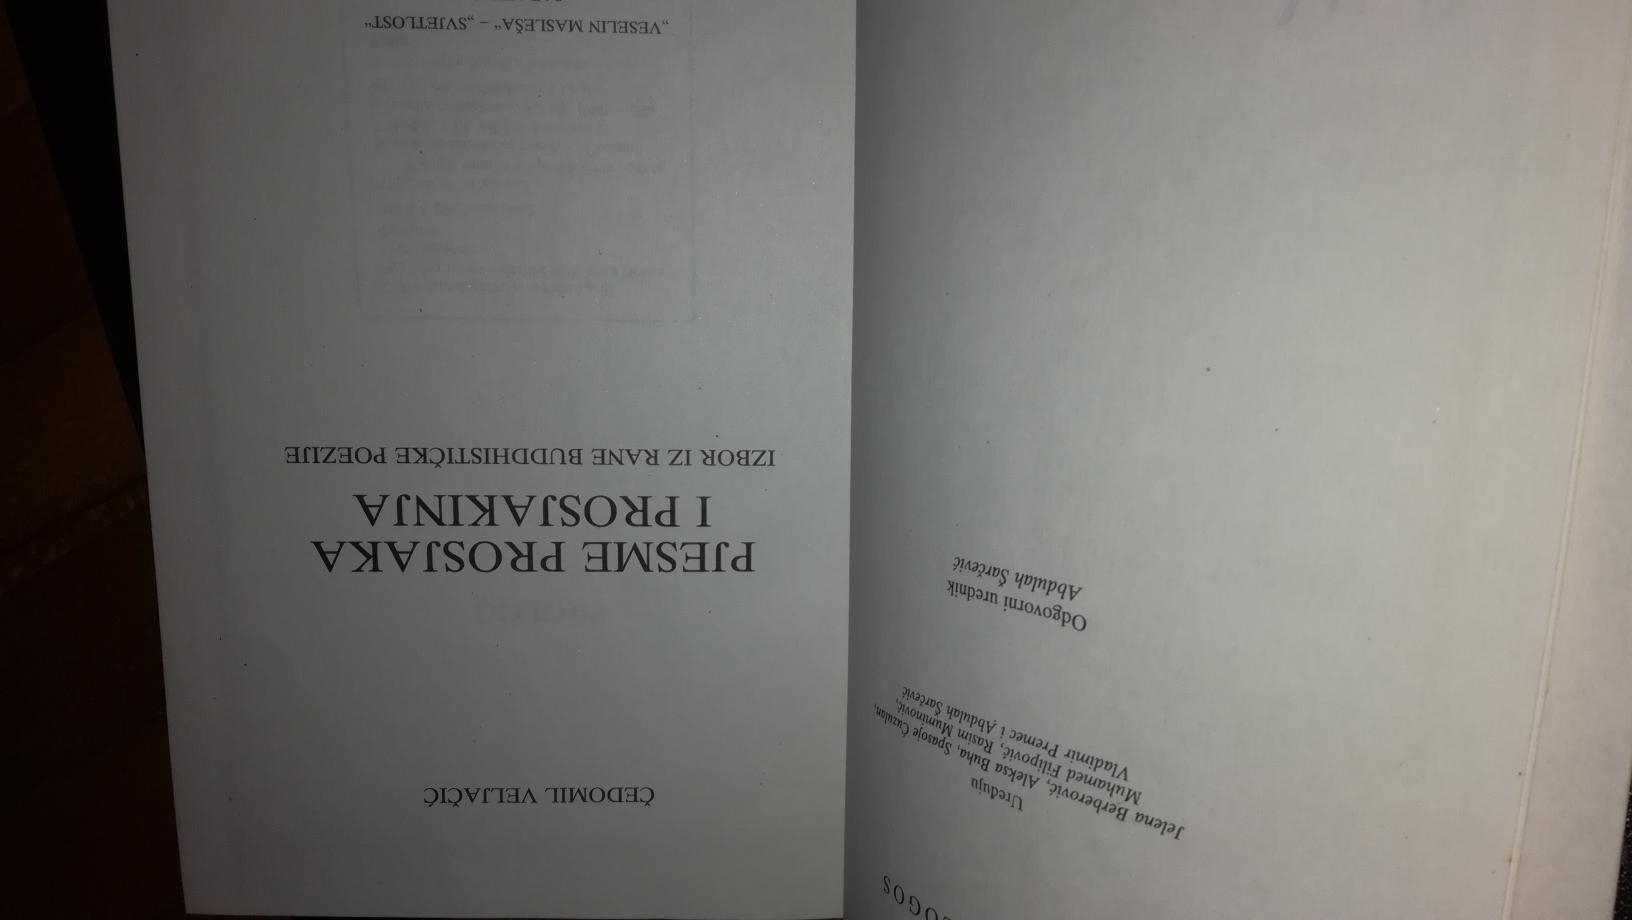 LOGOS
Uređuju
Jelena Berberović, Aleksa Buha, Spasoje Ćuzulan,
Muhamed Filipović, Rasim Muminović,
Vladimir Premec i Abdulah Šarčević
Odgovorni urednik
Abdulah Šarčević
ČEDOMIL VELJAČIĆ
PJESME PROSJAKA
I PROSJAKINJA
IZBOR IZ RANE BUDDHISTIČKE POEZIJE
„VESELIN MASLEŠA“ – „SVJETLOST“